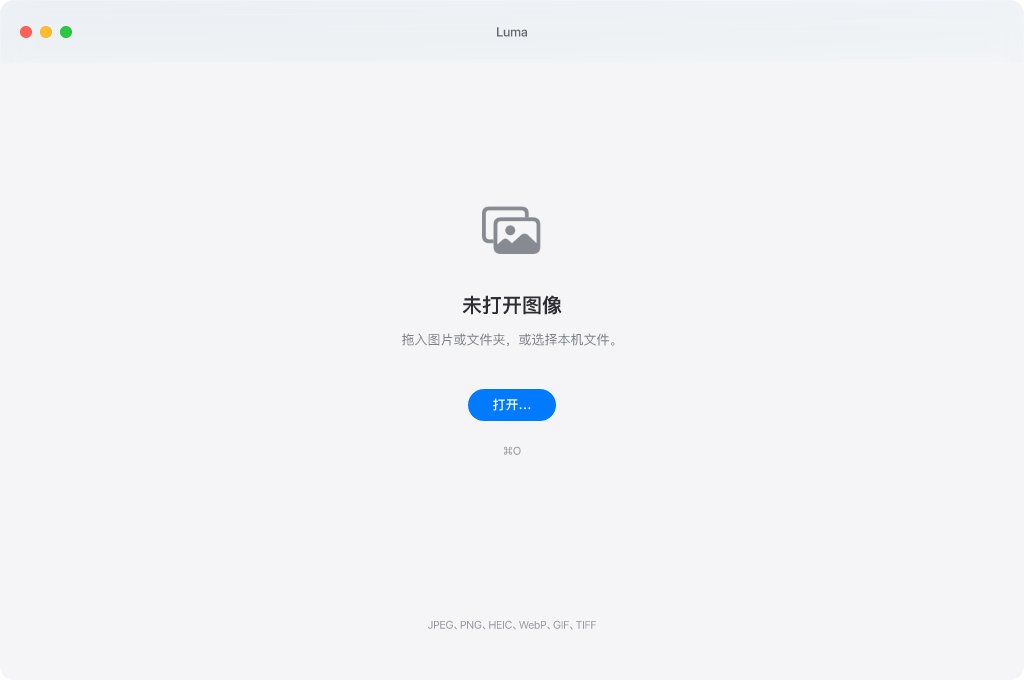 Luma
未打开图像
拖入图片或文件夹，或选择本机文件。
打开…
⌘O
JPEG、PNG、HEIC、WebP、GIF、TIFF